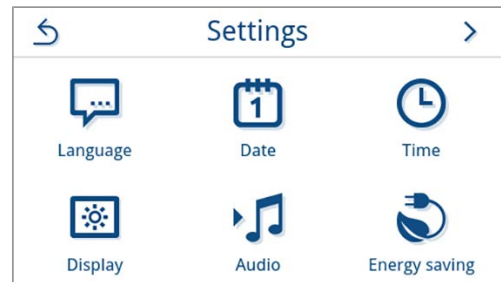 Settings
1
Language
Date
Time
Display
Audio
Energy saving